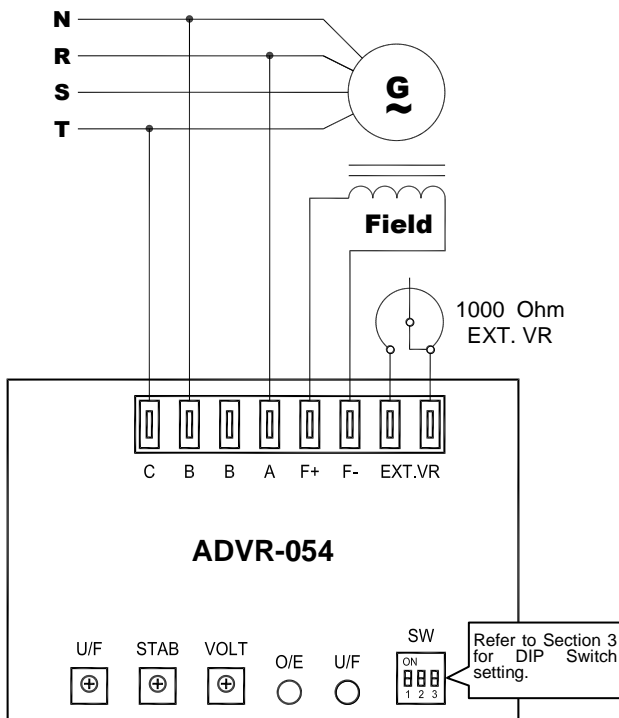 N
R
S
T
G
~
Field
1000 Ohm
EXT. VR
C B B A F+ F- EXT.VR
ADVR-054
U/F STAB VOLT O/E U/F SW
ON
1 2 3
Refer to Section 3
for DIP Switch
setting.